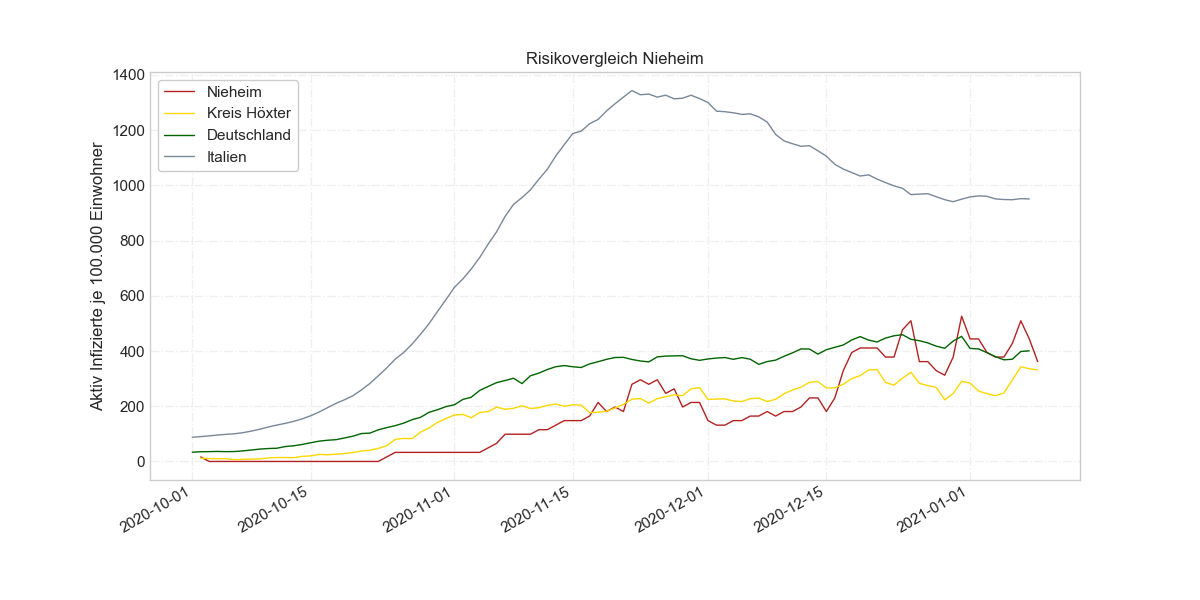 Risikovergleich Nieheim
Nieheim
Kreis Höxter
Deutschland
Italien
Aktiv Infizierte je 100.000 Einwohner
1400
1200
1000
800
600
400
200
0
2020-10-01
2020-10-15
2020-11-01
2020-11-15
2020-12-01
2020-12-15
2021-01-01